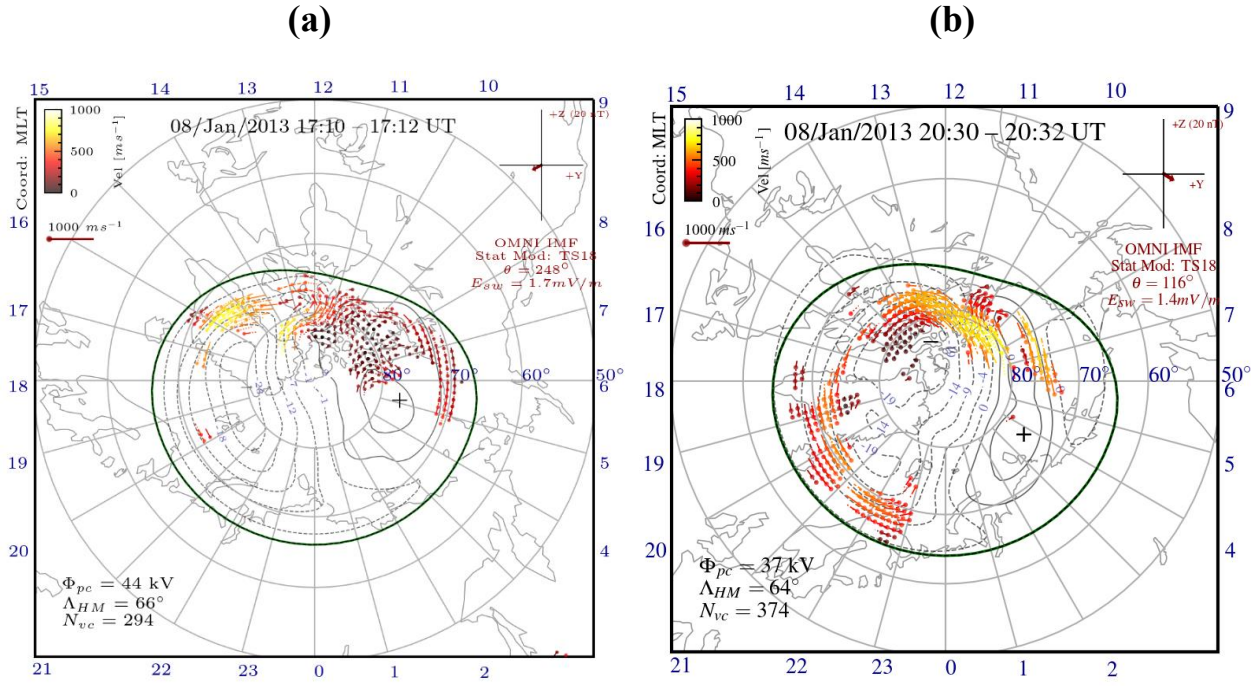 (a)
(b)
15 14 13 12 11 10
9
8
7
6
5
4
21 22 23 0 1 2
16
17
18
19
20
Coord: MLT
1000
500
0
Vel [ms⁻¹]
08/Jan/2013 17:10 – 17:12 UT
+Z (20 nT)
+Y
1000 ms⁻¹
OMNI IMF
Stat Mod: TS18
θ = 248°
E_sw = 1.7mV/m
80° 70° 60° 50°
+
Φ_pc = 44 kV
Λ_HM = 66°
N_vc = 294
15 14 13 12 11 10
9
8
7
6
5
4
21 22 23 0 1 2
16
17
18
19
20
Coord: MLT
1000
500
0
Vel [ms⁻¹]
08/Jan/2013 20:30 – 20:32 UT
+Z (20 nT)
+Y
1000 ms⁻¹
OMNI IMF
Stat Mod: TS18
θ = 116°
E_sw = 1.4mV/m
80° 70° 60° 50°
−
+
Φ_pc = 37 kV
Λ_HM = 64°
N_vc = 374